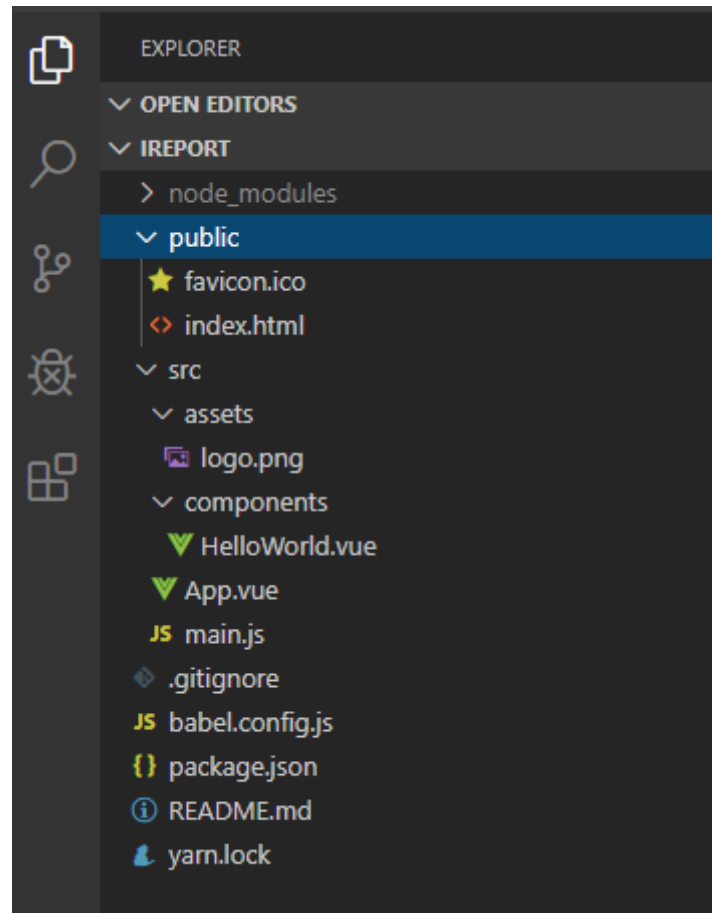 EXPLORER
OPEN EDITORS
IREPORT
node_modules
public
favicon.ico
index.html
src
assets
logo.png
components
HelloWorld.vue
App.vue
JS main.js
.gitignore
JS babel.config.js
{} package.json
README.md
yarn.lock